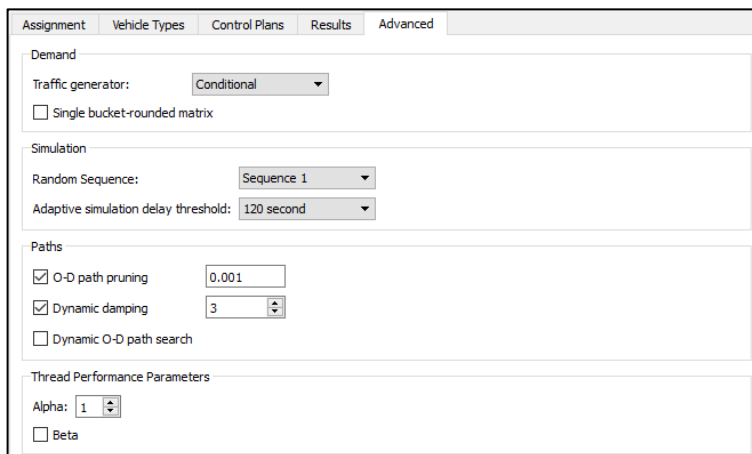 Assignment Vehicle Types Control Plans Results Advanced
Demand
Traffic generator: Conditional
Single bucket-rounded matrix
Simulation
Random Sequence: Sequence 1
Adaptive simulation delay threshold: 120 second
Paths
O-D path pruning 0.001
Dynamic damping 3
Dynamic O-D path search
Thread Performance Parameters
Alpha: 1
Beta